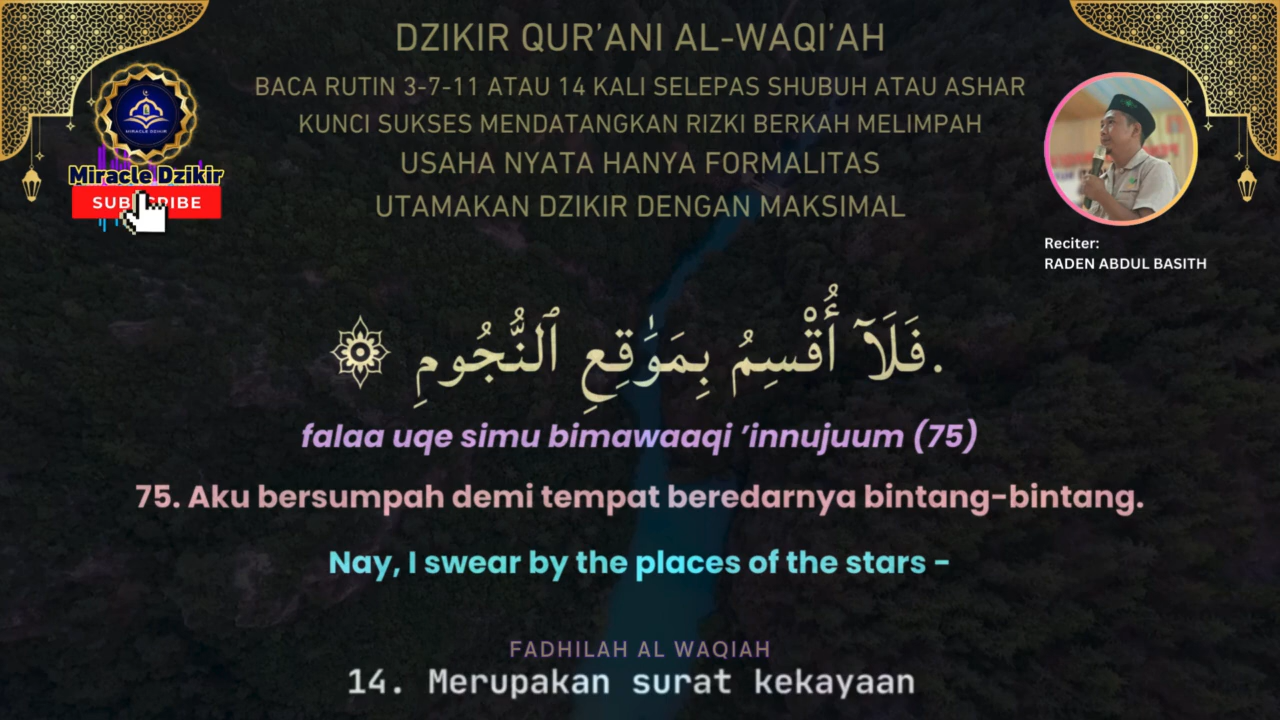 DZIKIR QUR'ANI AL-WAQI'AH
BACA RUTIN 3-7-11 ATAU 14 KALI SELEPAS SHUBUH ATAU ASHAR
KUNCI SUKSES MENDATANGKAN RIZKI BERKAH MELIMPAH
USAHA NYATA HANYA FORMALITAS
UTAMAKAN DZIKIR DENGAN MAKSIMAL
MIRACLE DZIKIR
Miracle Dzikir
SUBSCRIBE
Reciter:
RADEN ABDUL BASITH
.فَلَآ أُقْسِمُ بِمَوَٰقِعِ ٱلنُّجُومِ ۞
falaa uqe simu bimawaaqi 'innujuum (75)
75. Aku bersumpah demi tempat beredarnya bintang-bintang.
Nay, I swear by the places of the stars -
FADHILAH AL WAQIAH
14. Merupakan surat kekayaan